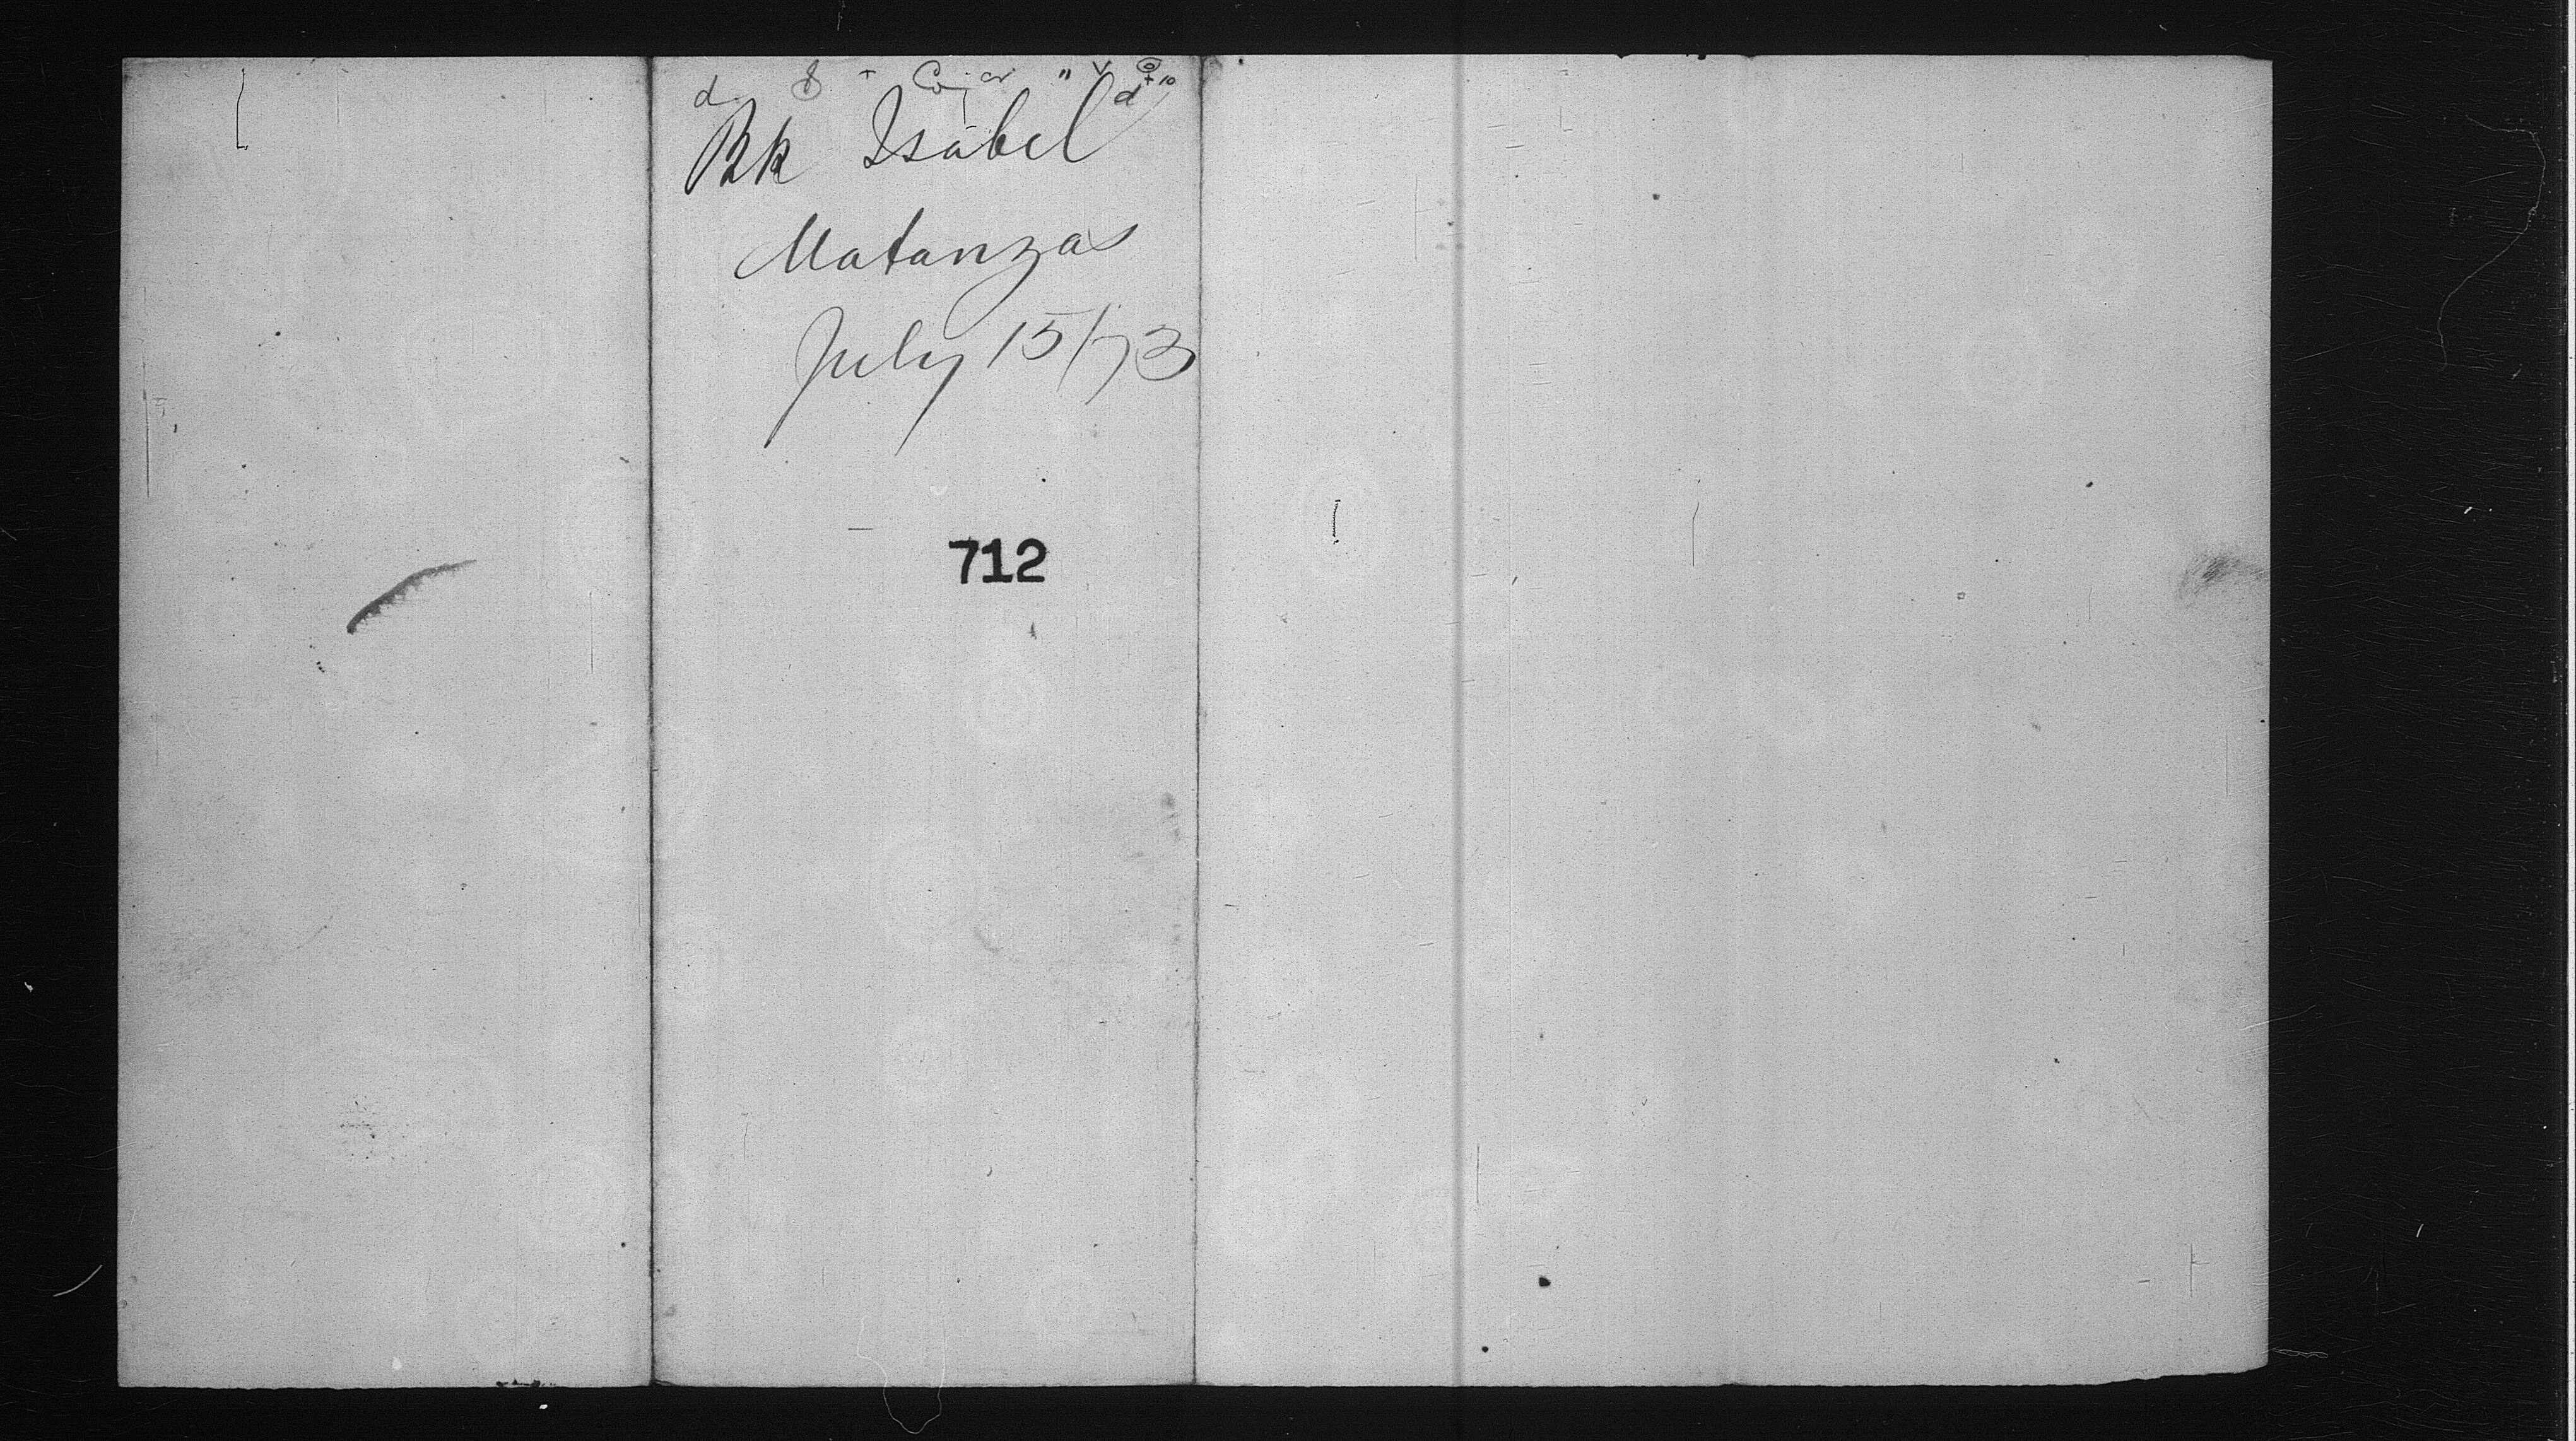 Bk Isabel
Matanzas
July 15/73
712